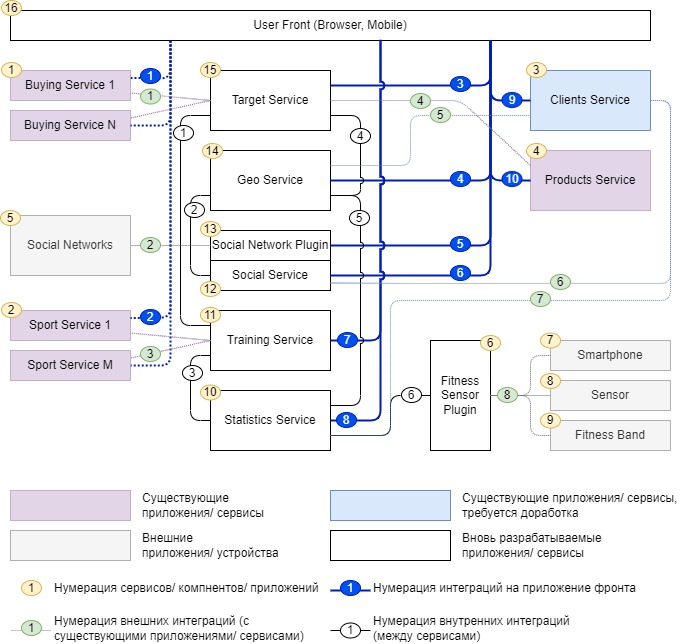 16
User Front (Browser, Mobile)
1
Buying Service 1
1
1
Buying Service N
15
Target Service
3
4
3
Clients Service
9
5
1
4
14
Geo Service
4
4
Products Service
10
2
5
5
Social Networks
2
13
Social Network Plugin
5
Social Service
6
12
6
7
2
Sport Service 1
2
3
Sport Service M
11
Training Service
7
3
10
Statistics Service
8
6
6
Fitness
Sensor
Plugin
8
7
Smartphone
8
Sensor
9
Fitness Band
Существующие
приложения/ сервисы
Существующие приложения/ сервисы,
требуется доработка
Внешние
приложения/ устройства
Вновь разрабатываемые
приложения/ сервисы
1
Нумерация сервисов/ компнентов/ приложений
1
Нумерация интеграций на приложение фронта
1
Нумерация внешних интеграций (с
существующими приложениями/ сервисами)
1
Нумерация внутренних интеграций
(между сервисами)